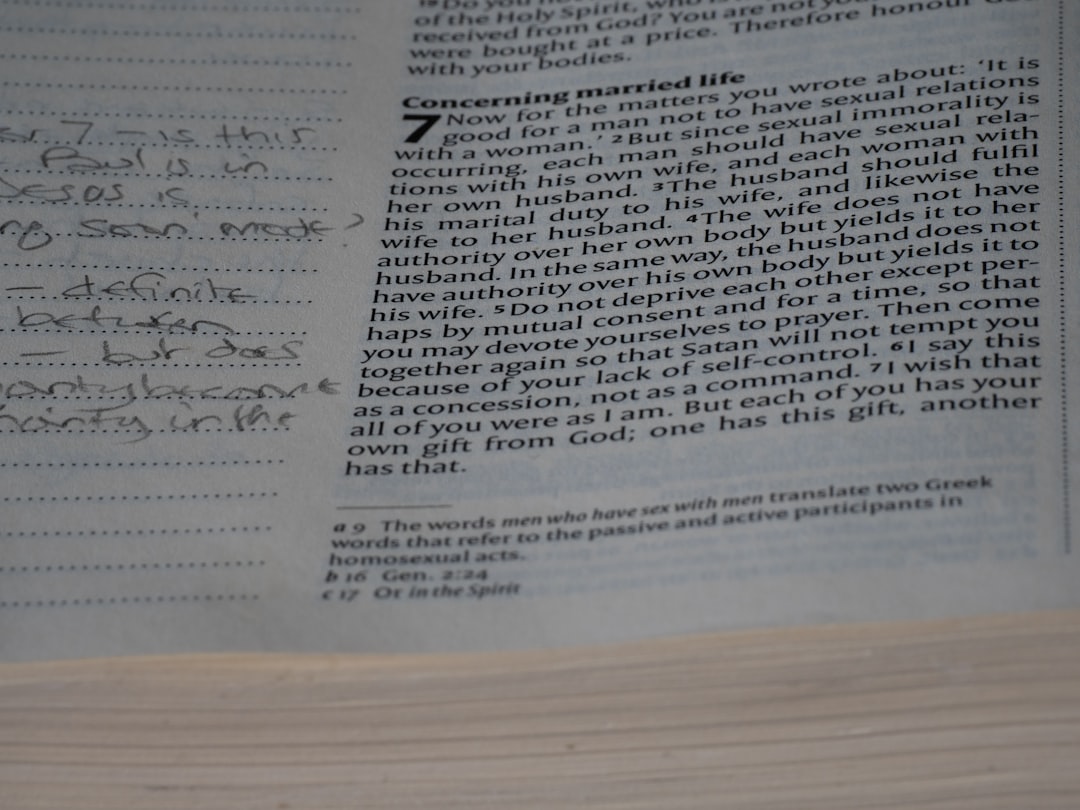 of the Holy Spirit, who
received from God? You are not
were bought at a price. Therefore honour God
with your bodies.
Concerning married life
7 Now for the matters you wrote about: ‘It is
good for a man not to have sexual relations
with a woman.’ 2 But since sexual immorality is
occurring, each man should have sexual rela-
tions with his own wife, and each woman with
her own husband. 3 The husband should fulfil
his marital duty to his wife, and likewise the
wife to her husband. 4 The wife does not have
authority over her own body but yields it to her
husband. In the same way, the husband does not
have authority over his own body but yields it to
his wife. 5 Do not deprive each other except per-
haps by mutual consent and for a time, so that
you may devote yourselves to prayer. Then come
together again so that Satan will not tempt you
because of your lack of self-control. 6 I say this
as a concession, not as a command. 7 I wish that
all of you were as I am. But each of you has your
own gift from God; one has this gift, another
has that.
a 9 The words men who have sex with men translate two Greek
words that refer to the passive and active participants in
homosexual acts.
b 16 Gen. 2:24
c 17 Or in the Spirit
7 – is this
Paul is in
Jesus is
– definite
between
– but does
in the